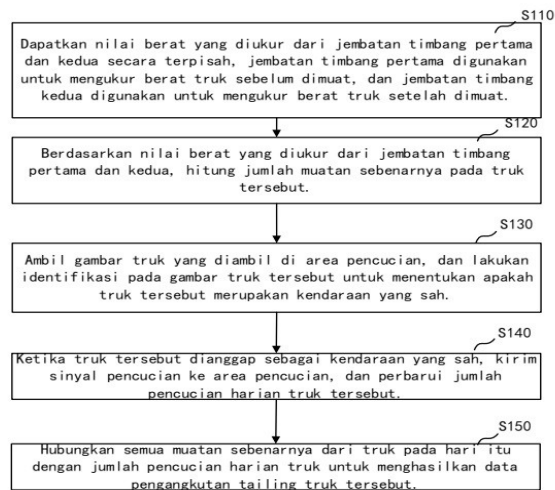 S110
Dapatkan nilai berat yang diukur dari jembatan timbang pertama
dan kedua secara terpisah, jembatan timbang pertama digunakan
untuk mengukur berat truk sebelum dimuat, dan jembatan timbang
kedua digunakan untuk mengukur berat truk setelah dimuat.
S120
Berdasarkan nilai berat yang diukur dari jembatan timbang
pertama dan kedua, hitung jumlah muatan sebenarnya pada truk
tersebut.
S130
Ambil gambar truk yang diambil di area pencucian, dan lakukan
identifikasi pada gambar truk tersebut untuk menentukan apakah
truk tersebut merupakan kendaraan yang sah.
S140
Ketika truk tersebut dianggap sebagai kendaraan yang sah, kirim
sinyal pencucian ke area pencucian, dan perbarui jumlah
pencucian harian truk tersebut.
S150
Hubungkan semua muatan sebenarnya dari truk pada hari itu
dengan jumlah pencucian harian truk untuk menghasilkan data
pengangkutan tailing truk tersebut.